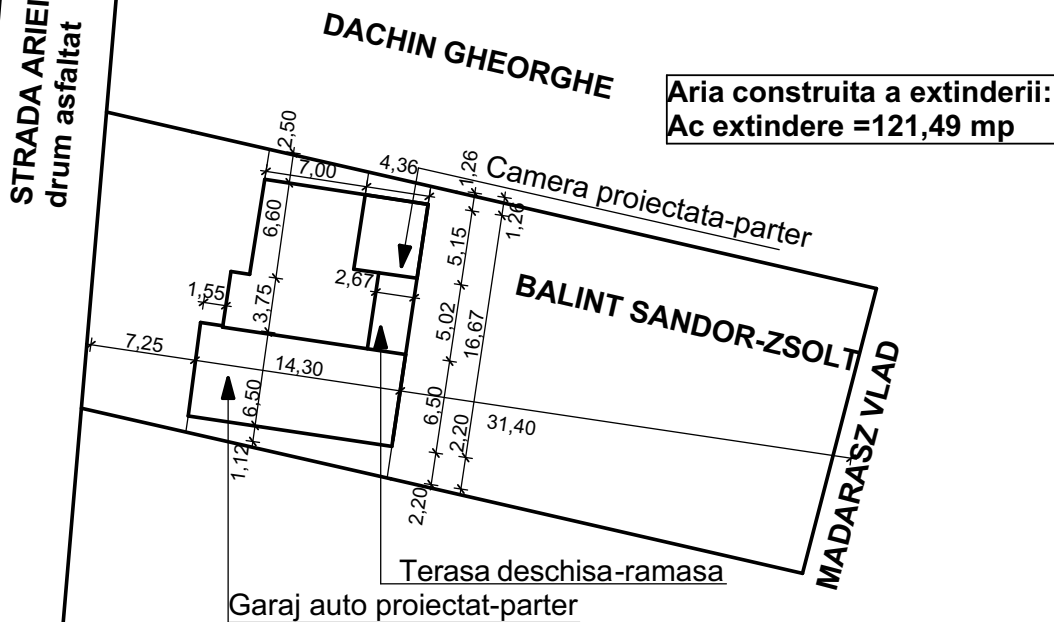 STRADA ARIEI
drum asfaltat
DACHIN GHEORGHE
Aria construita a extinderii:
Ac extindere =121,49 mp
2,50
7,00
4,36
1,26
Camera proiectata-parter
1,26
6,60
5,15
2,67
1,55
3,75
BALINT SANDOR-ZSOLT
5,02
16,67
7,25
14,30
MADARASZ VLAD
6,50
6,50
2,20
31,40
1,12
2,20
Terasa deschisa-ramasa
Garaj auto proiectat-parter